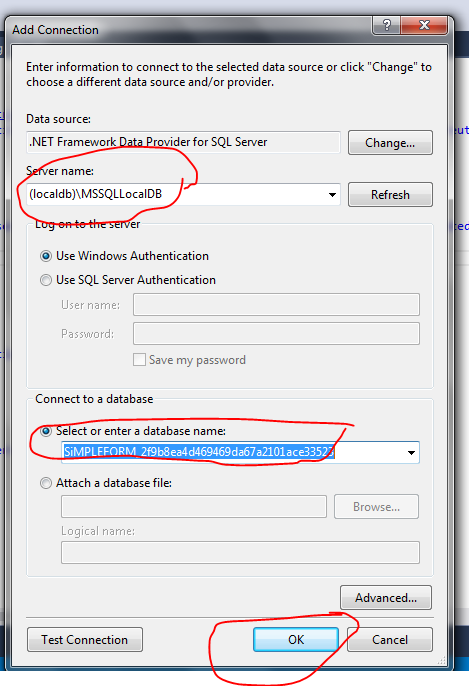 Add Connection
?
Enter information to connect to the selected data source or click "Change" to
choose a different data source and/or provider.
Data source:
.NET Framework Data Provider for SQL Server
Change...
Server name:
(localdb)\MSSQLLocalDB
Refresh
Log on to the server
Use Windows Authentication
Use SQL Server Authentication
User name:
Password:
Save my password
Connect to a database
Select or enter a database name:
Attach a database file:
Browse...
Logical name:
Advanced...
Test Connection
OK
Cancel